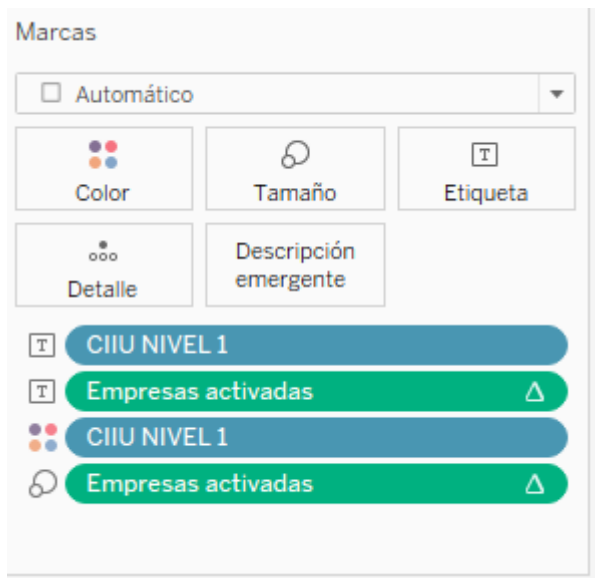 Marcas
Automático
Color
Tamaño
T
Etiqueta
Detalle
Descripción
emergente
T CIIU NIVEL 1
T Empresas activadas Δ
CIIU NIVEL 1
Empresas activadas Δ